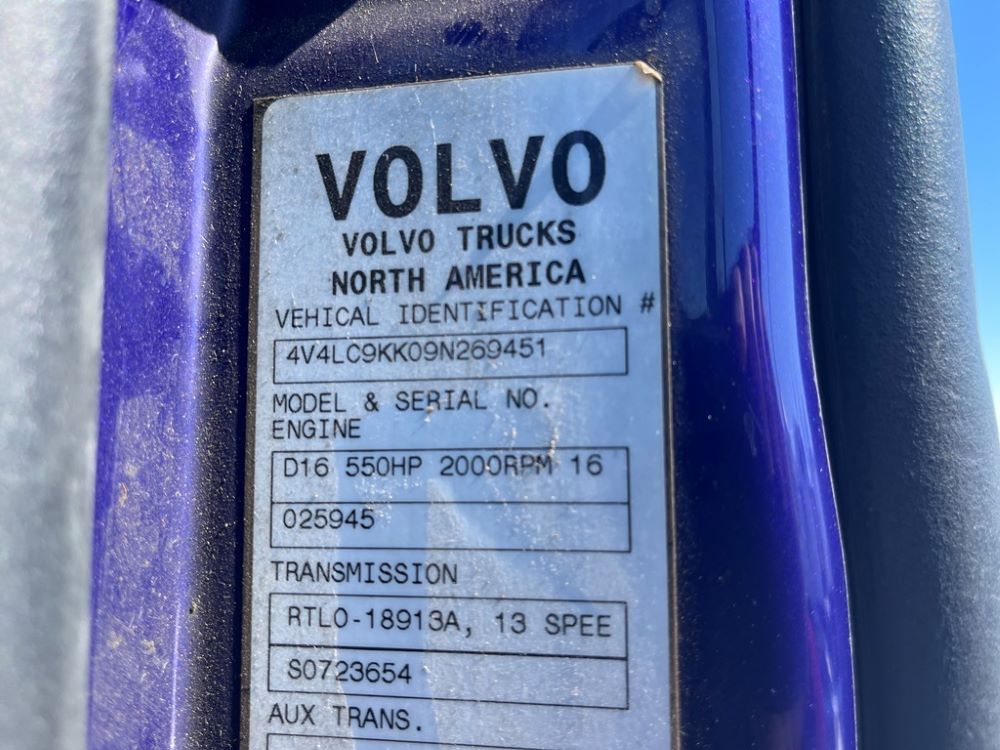 VOLVO
VOLVO TRUCKS
NORTH AMERICA
VEHICAL IDENTIFICATION #
4V4LC9KK09N269451
MODEL & SERIAL NO.
ENGINE
D16 550HP 2000RPM 16
025945
TRANSMISSION
RTLO-18913A, 13 SPEE
S0723654
AUX TRANS.